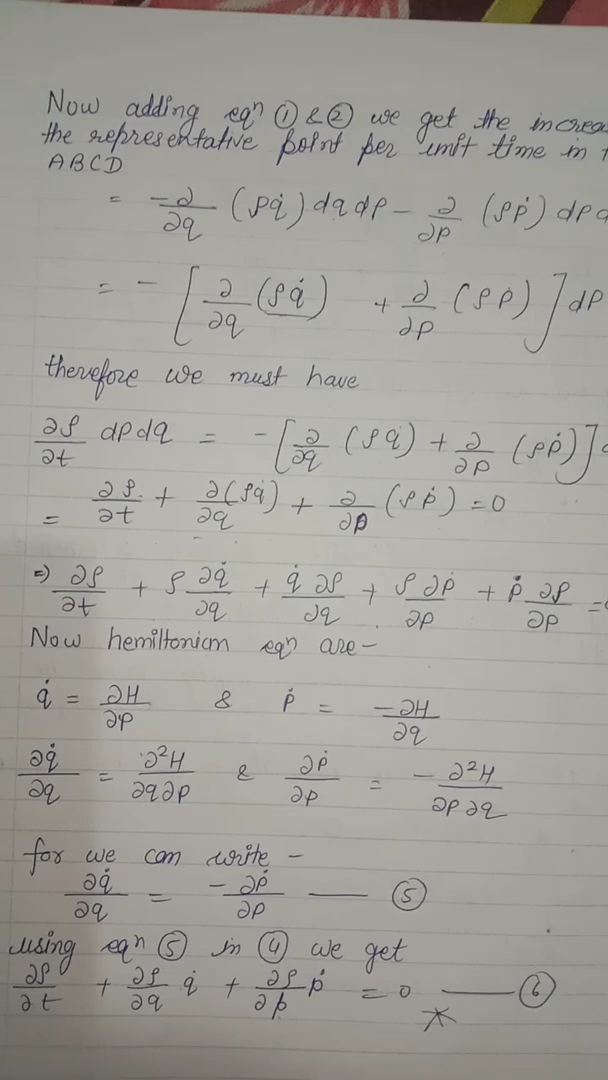 Now adding eqⁿ ① & ② we get the increa
the representative point per unit time in t
ABCD
= -∂/∂q (ρq̇) dq dp - ∂/∂p (ρṗ) dp d
= - [∂/∂q (ρq̇) + ∂/∂p (ρṗ)] dp
therefore we must have
∂ρ/∂t dp dq = - [∂/∂q (ρq̇) + ∂/∂p (ρṗ)]
= ∂ρ/∂t + ∂(ρq̇)/∂q + ∂/∂p (ρṗ) = 0
⇒ ∂ρ/∂t + ρ ∂q̇/∂q + q̇ ∂ρ/∂q + ρ ∂ṗ/∂p + ṗ ∂ρ/∂p =
Now hemiltonicm eqⁿ are -
q̇ = ∂H/∂p & ṗ = -∂H/∂q
∂q̇/∂q = ∂²H/∂q∂p & ∂ṗ/∂p = - ∂²H/∂p∂q
for we can write -
∂q̇/∂q = -∂ṗ/∂p — ⑤
using eqⁿ ⑤ in ④ we get
∂ρ/∂t + ∂ρ/∂q q̇ + ∂ρ/∂p ṗ = 0 — ⑥